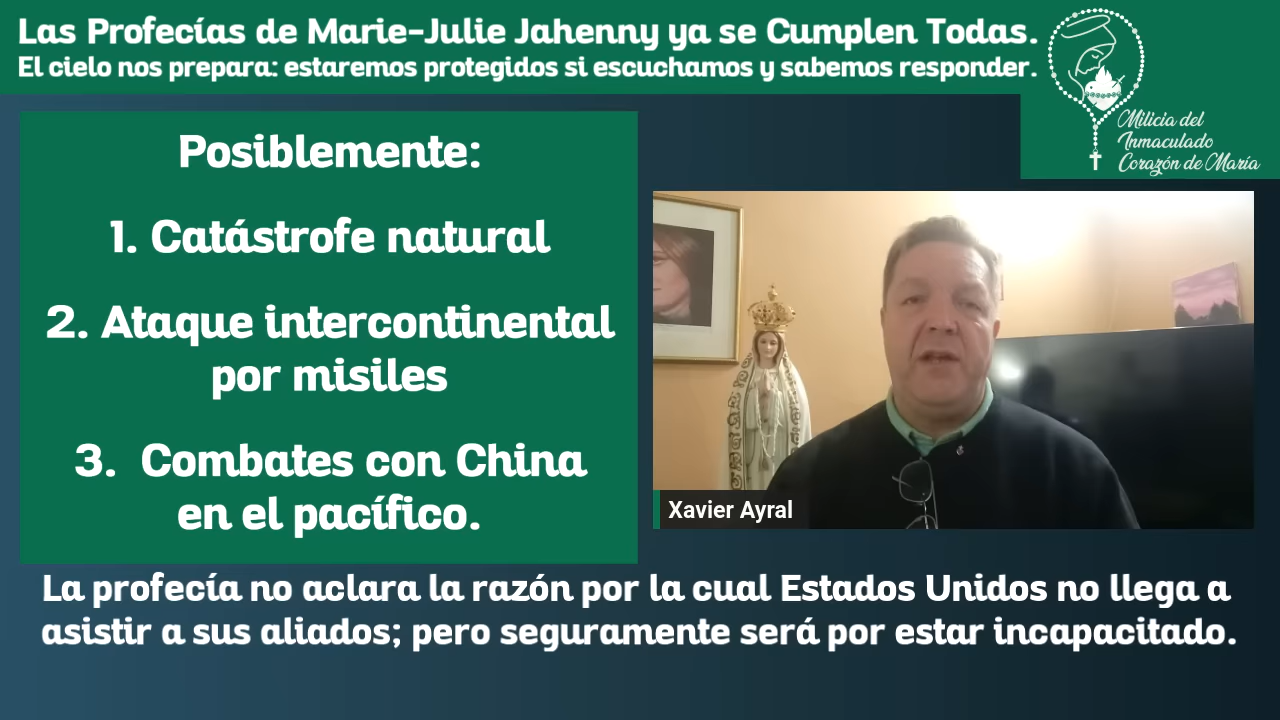 Las Profecías de Marie-Julie Jahenny ya se Cumplen Todas.
El cielo nos prepara: estaremos protegidos si escuchamos y sabemos responder.
Milicia del
Inmaculado
Corazón de María
Posiblemente:
1. Catástrofe natural
2. Ataque intercontinental
por misiles
3. Combates con China
en el pacífico.
Xavier Ayral
La profecía no aclara la razón por la cual Estados Unidos no llega a
asistir a sus aliados; pero seguramente será por estar incapacitado.